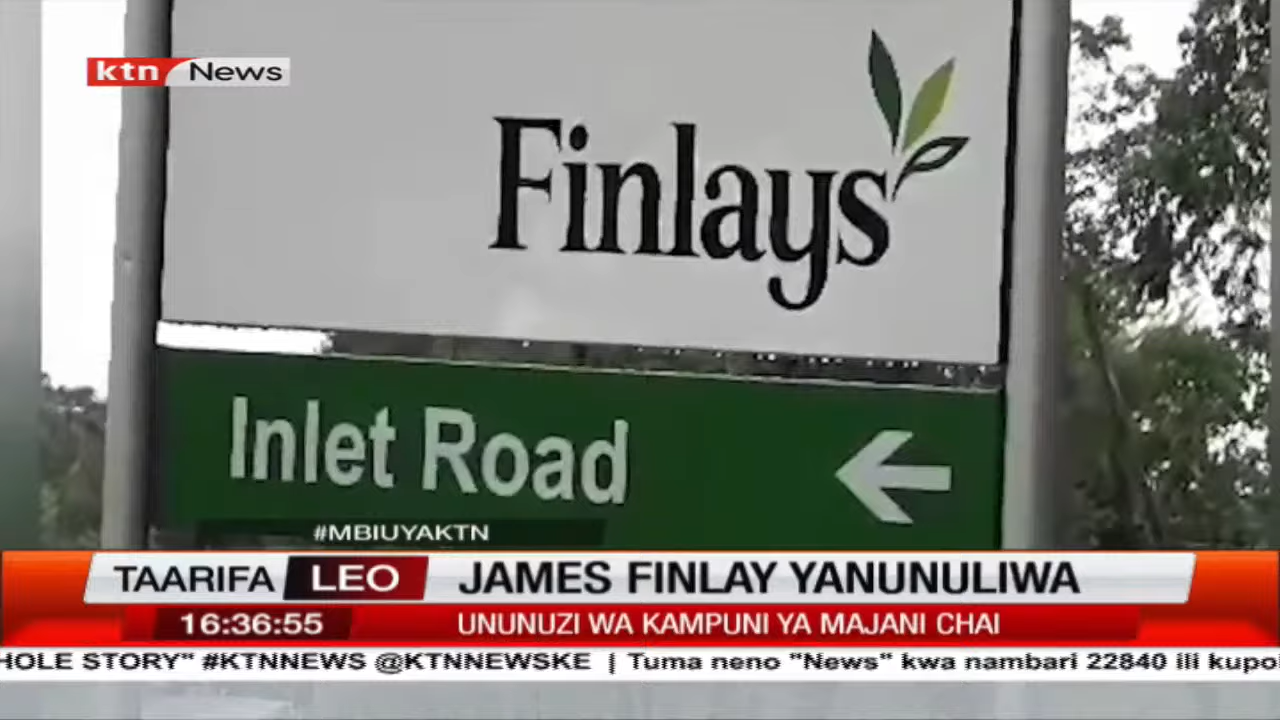 ktn News
Finlays
Inlet Road
#MBIUYAKTN
TAARIFA LEO
JAMES FINLAY YANUNULIWA
16:36:55
UNUNUZI WA KAMPUNI YA MAJANI CHAI
HOLE STORY" #KTNNEWS @KTNNEWSKE | Tuma neno "News" kwa nambari 22840 ili kupo